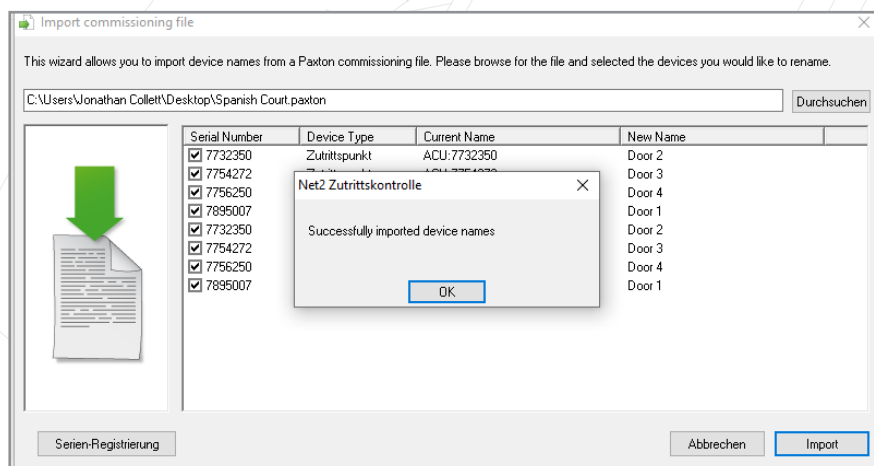 Import commissioning file
This wizard allows you to import device names from a Paxton commissioning file. Please browse for the file and selected the devices you would like to rename.
C:\Users\Jonathan Collett\Desktop\Spanish Court.paxton
Durchsuchen
Serial Number Device Type Current Name New Name
7732350 Zutrittspunkt ACU:7732350 Door 2
7754272 Door 3
7756250 Door 4
7895007 Door 1
7732350 Door 2
7754272 Door 3
7756250 Door 4
7895007 Door 1
Net2 Zutrittskontrolle
Successfully imported device names
OK
Serien-Registrierung
Abbrechen
Import